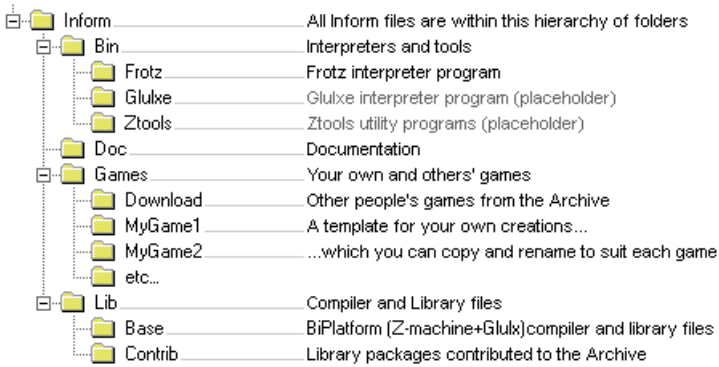 Inform All Inform files are within this hierarchy of folders
Bin Interpreters and tools
Frotz Frotz interpreter program
Glulxe Glulxe interpreter program (placeholder)
Ztools Ztools utility programs (placeholder)
Doc Documentation
Games Your own and others' games
Download Other people's games from the Archive
MyGame1 A template for your own creations...
MyGame2 ...which you can copy and rename to suit each game
etc...
Lib Compiler and Library files
Base BiPlatform (Z-machine+Glulx)compiler and library files
Contrib Library packages contributed to the Archive